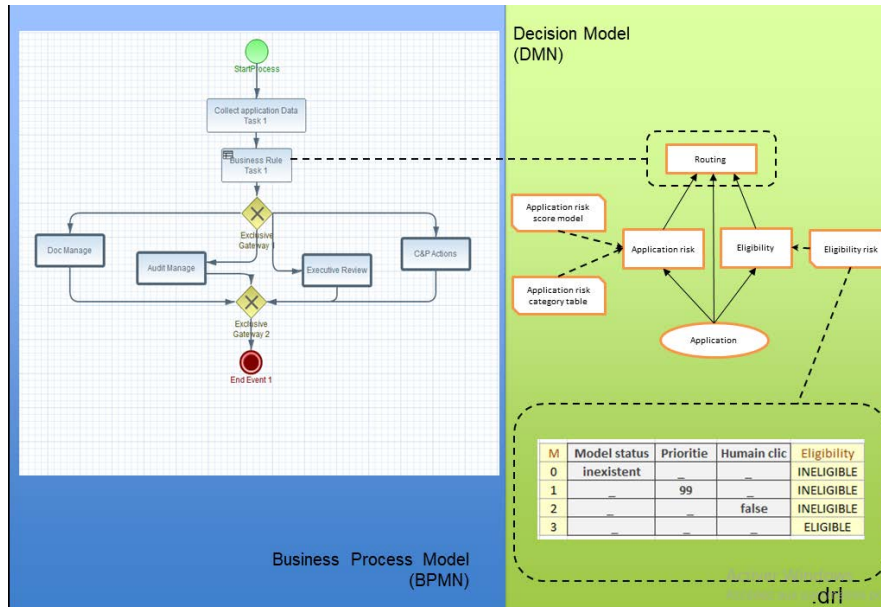 Decision Model
(DMN)
StartProcess
Collect application Data
Task 1
Business Rule
Task 1
Exclusive
Gateway 1
Doc Manage
Audit Manage
Executive Review
C&P Actions
Exclusive
Gateway 2
End Event 1
Business Process Model
(BPMN)
Routing
Application risk
score model
Application risk
Eligibility
Eligibility risk
Application risk
category table
Application
M Model status Prioritie Humain clic Eligibility
0 inexistent _ _ INELIGIBLE
1 _ 99 _ INELIGIBLE
2 _ _ false INELIGIBLE
3 _ _ _ ELIGIBLE
.drl